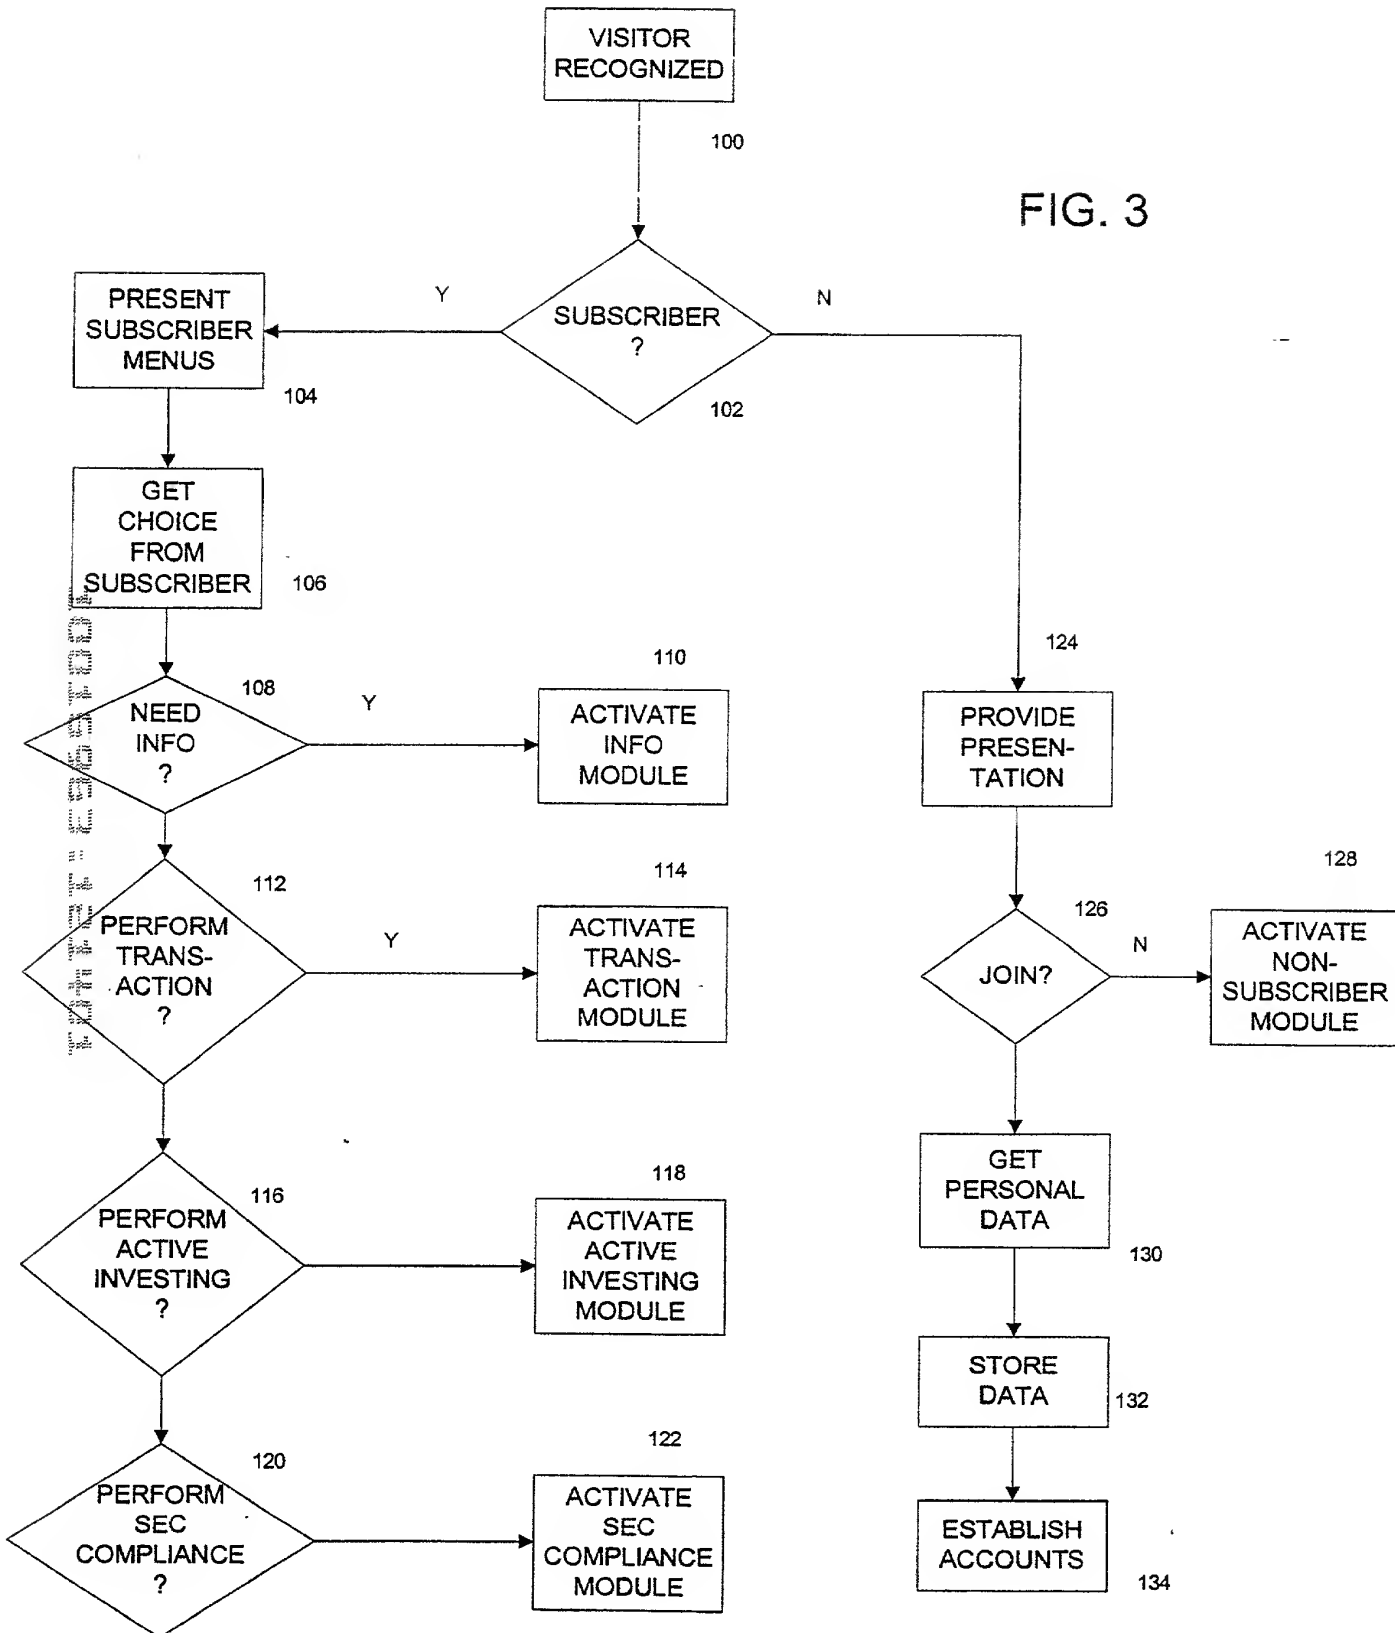 VISITOR
RECOGNIZED
100
FIG. 3
SUBSCRIBER
?
102
Y
N
PRESENT
SUBSCRIBER
MENUS
104
GET
CHOICE
FROM
SUBSCRIBER
106
NEED
INFO
?
108
Y
110
ACTIVATE
INFO
MODULE
PERFORM
TRANS-
ACTION
?
112
Y
114
ACTIVATE
TRANS-
ACTION
MODULE
PERFORM
ACTIVE
INVESTING
?
116
118
ACTIVATE
ACTIVE
INVESTING
MODULE
PERFORM
SEC
COMPLIANCE
?
120
122
ACTIVATE
SEC
COMPLIANCE
MODULE
124
PROVIDE
PRESEN-
TATION
126
JOIN?
N
128
ACTIVATE
NON-
SUBSCRIBER
MODULE
GET
PERSONAL
DATA
130
STORE
DATA
132
ESTABLISH
ACCOUNTS
134